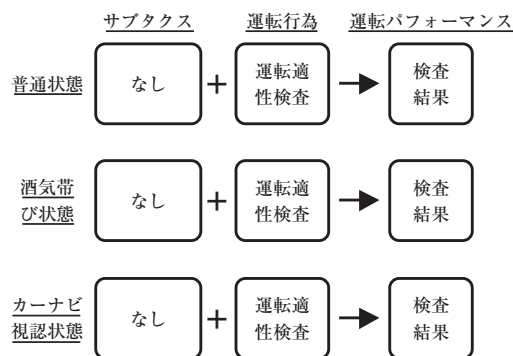 サブタクス 運転行為 運転パフォーマンス
普通状態 なし + 運転適性検査 検査結果
酒気帯び状態 なし + 運転適性検査 検査結果
カーナビ視認状態 なし + 運転適性検査 検査結果